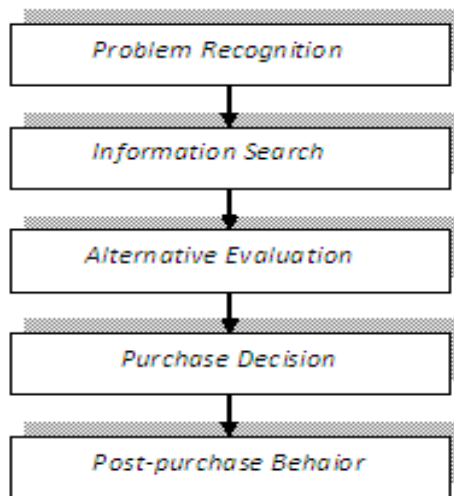 Problem Recognition
Information Search
Alternative Evaluation
Purchase Decision
Post-purchase Behaior